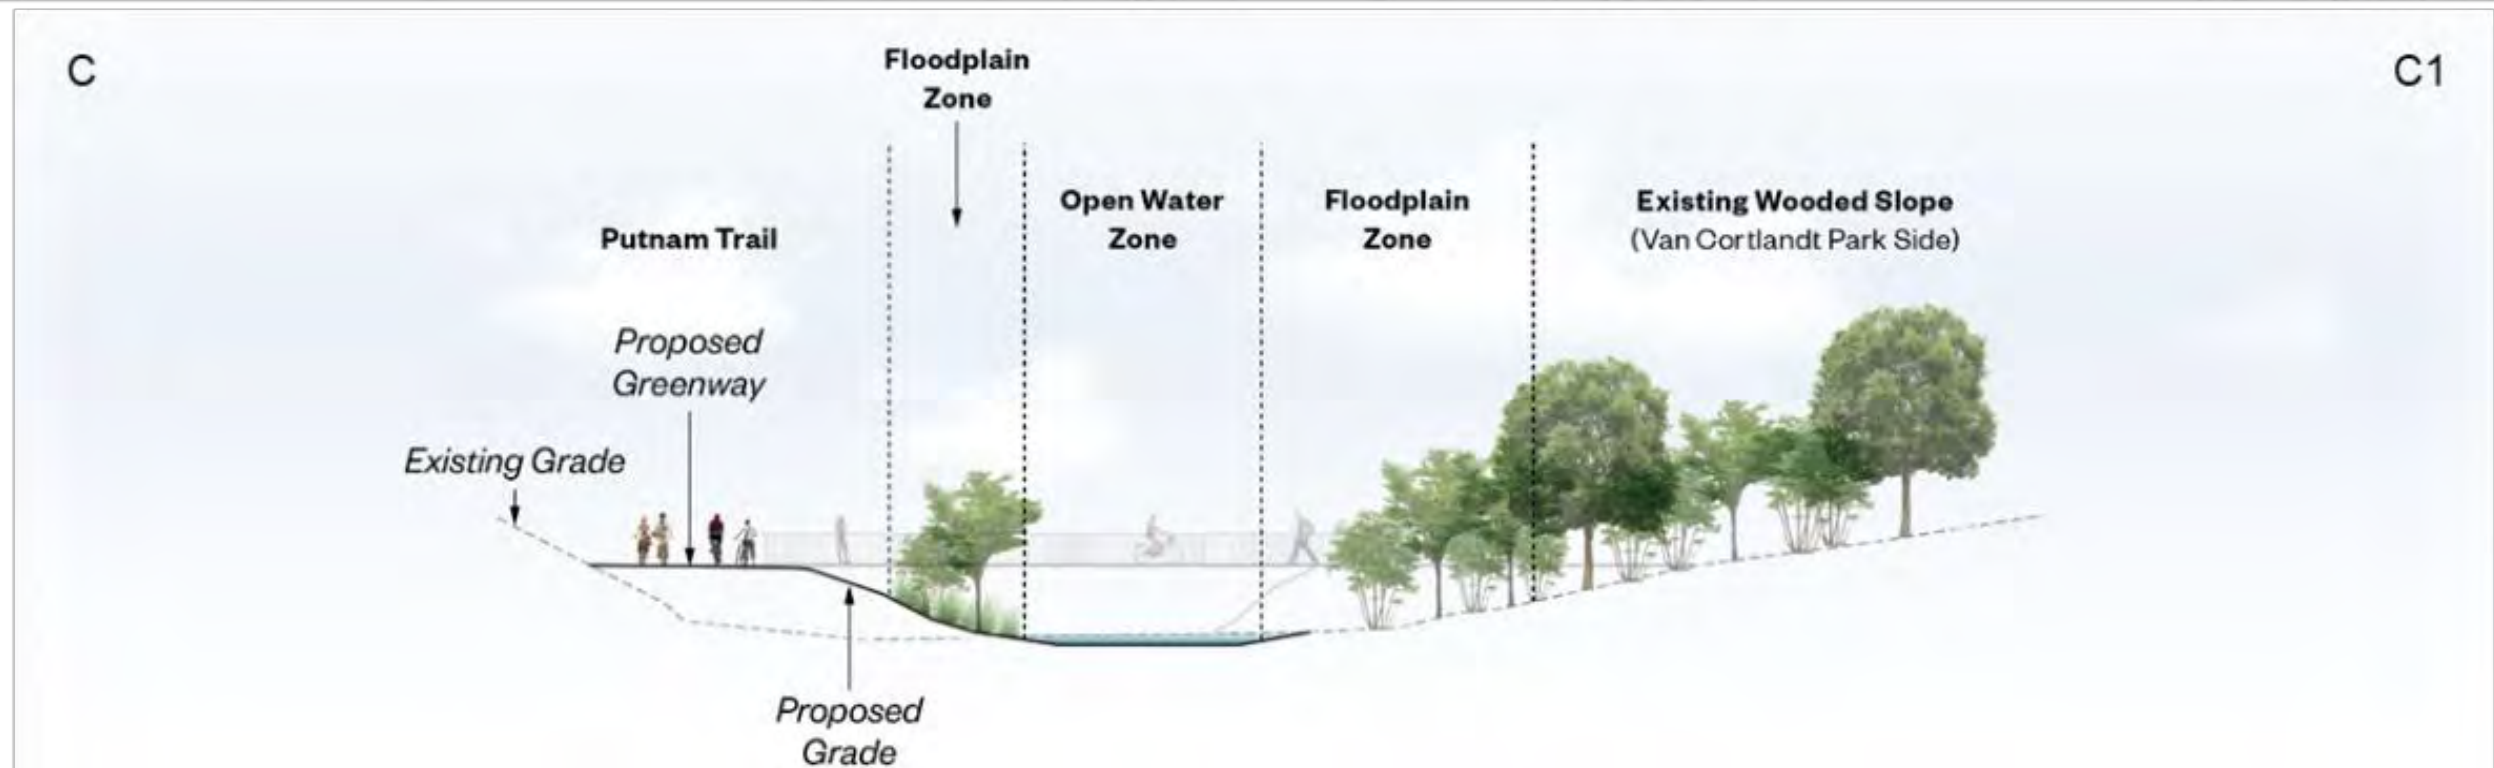 C
C1
Floodplain
Zone
Putnam Trail
Open Water
Zone
Floodplain
Zone
Existing Wooded Slope
(Van Cortlandt Park Side)
Proposed
Greenway
Existing Grade
Proposed
Grade